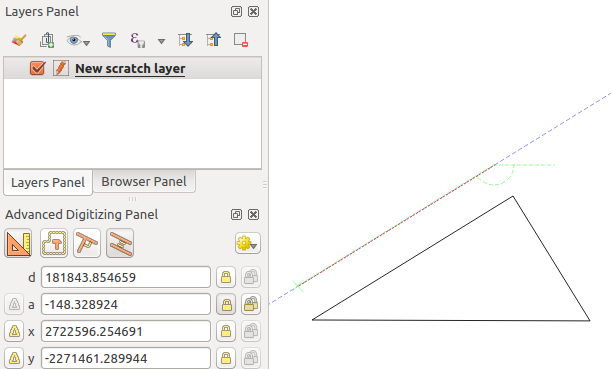 Layers Panel
New scratch layer
Layers Panel
Browser Panel
Advanced Digitizing Panel
d 181843.854659
a -148.328924
x 2722596.254691
y -2271461.289944